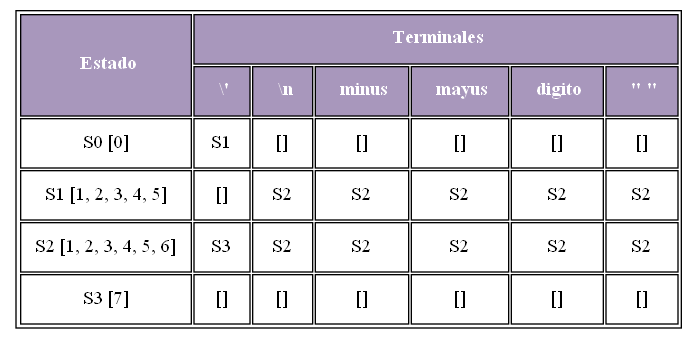 Estado
Terminales
\' \n minus mayus digito " "
S0 [0] S1 [] [] [] [] []
S1 [1, 2, 3, 4, 5] [] S2 S2 S2 S2 S2
S2 [1, 2, 3, 4, 5, 6] S3 S2 S2 S2 S2 S2
S3 [7] [] [] [] [] [] []